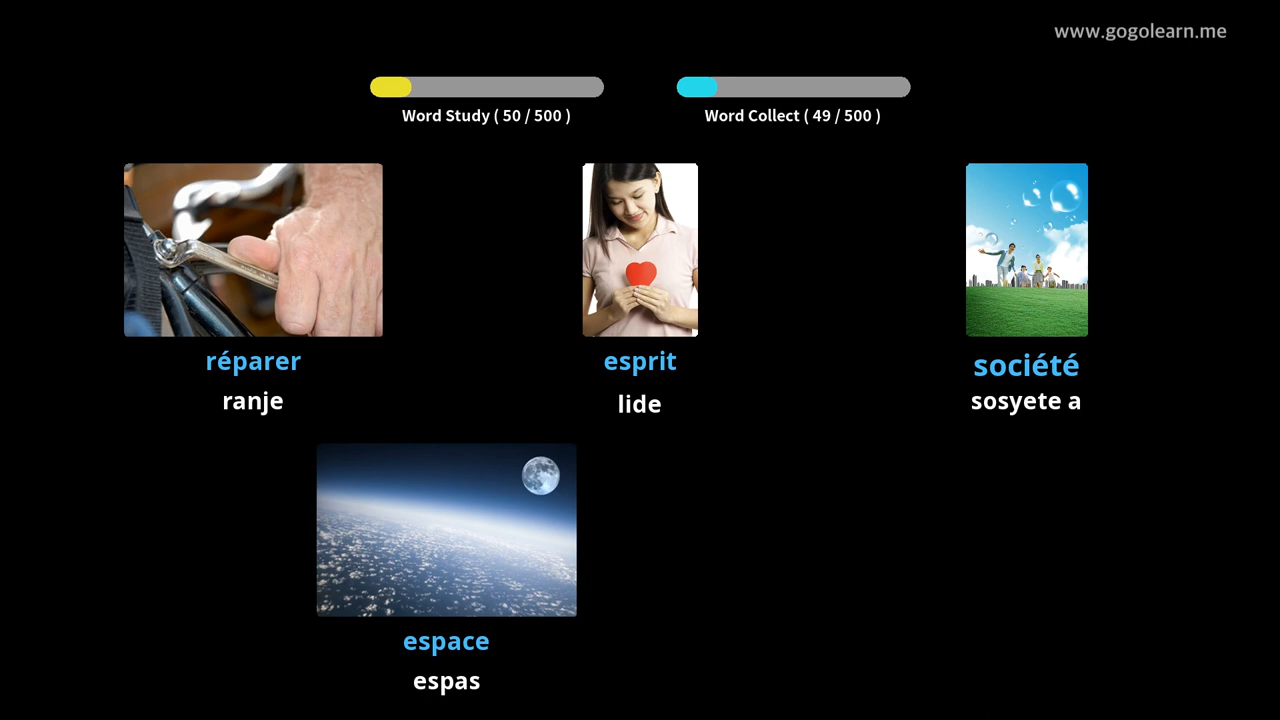 www.gogolearn.me
Word Study ( 50 / 500 )
Word Collect ( 49 / 500 )
réparer
ranje
esprit
lide
société
sosyete a
espace
espas